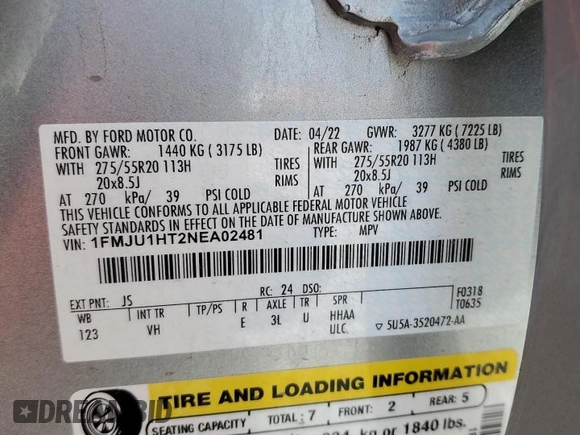 MFD. BY FORD MOTOR CO.
DATE: 04/22 GVWR: 3277 KG ( 7225 LB)
FRONT GAWR: 1440 KG ( 3175 LB)
REAR GAWR: 1987 KG ( 4380 LB)
WITH 275/55R20 113H TIRES
WITH 275/55R20 113H TIRES
20x8.5J RIMS
20x8.5J RIMS
AT 270 kPa/ 39 PSI COLD
AT 270 kPa/ 39 PSI COLD
THIS VEHICLE CONFORMS TO ALL APPLICABLE FEDERAL MOTOR VEHICLE
SAFETY STANDARDS IN EFFECT ON THE DATE OF MANUFACTURE SHOWN ABOVE.
VIN: 1FMJU1HT2NEA02481 TYPE: MPV
EXT PNT: JS RC: 24 DSO: F0318
WB INT TR TP/PS R AXLE TR SPR T0635
123 VH E 3L U HHAA
ULC. ▽ 5U5A-3520472-AA
TIRE AND LOADING INFORMATION
SEATING CAPACITY TOTAL: 7 FRONT: 2 REAR: 5
kg or 1840 lbs.
DREAMBID